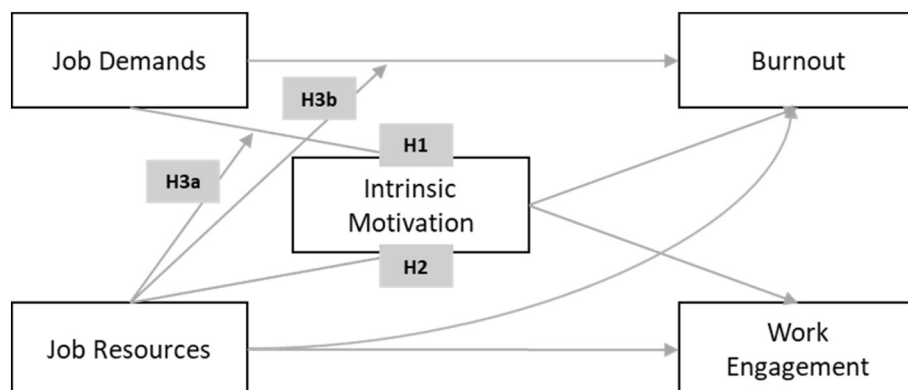 Job Demands
Burnout
H3b
H1
H3a
Intrinsic
Motivation
H2
Job Resources
Work
Engagement